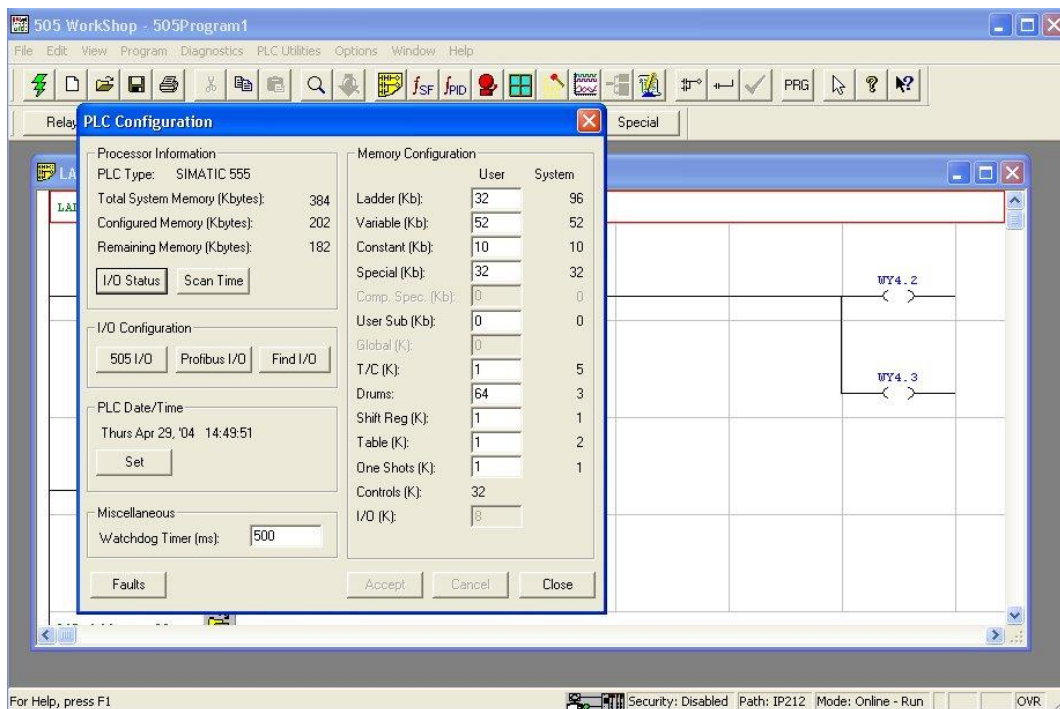 505 WorkShop - 505Program1
File Edit View Program Diagnostics PLC Utilities Options Window Help
SF PID PRG
Relay
Special
PLC Configuration
Processor Information
PLC Type: SIMATIC 555
Total System Memory (Kbytes): 384
Configured Memory (Kbytes): 202
Remaining Memory (Kbytes): 182
I/O Status Scan Time
I/O Configuration
505 I/O Profibus I/O Find I/O
PLC Date/Time
Thurs Apr 29, '04 14:49:51
Set
Miscellaneous
Watchdog Timer (ms): 500
Faults
Memory Configuration
User System
Ladder (Kb): 32 96
Variable (Kb): 52 52
Constant (Kb): 10 10
Special (Kb): 32 32
Comp. Spec. (Kb): 0 0
User Sub (Kb): 0 0
Global (K): 0
T/C (K): 1 5
Drums: 64 3
Shift Reg (K): 1 1
Table (K): 1 2
One Shots (K): 1 1
Controls (K): 32
I/O (K): 8
Accept Cancel Close
LA
LAD
WY4.2
WY4.3
For Help, press F1
Security: Disabled Path: IP212 Mode: Online - Run OVR